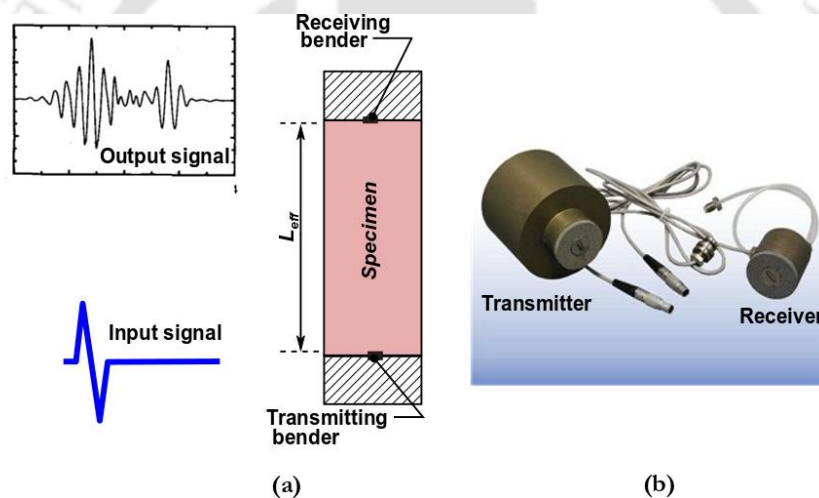 Receiving
bender
Output signal
L_eff
Specimen
Input signal
Transmitting
bender
Transmitter
Receiver
(a)
(b)